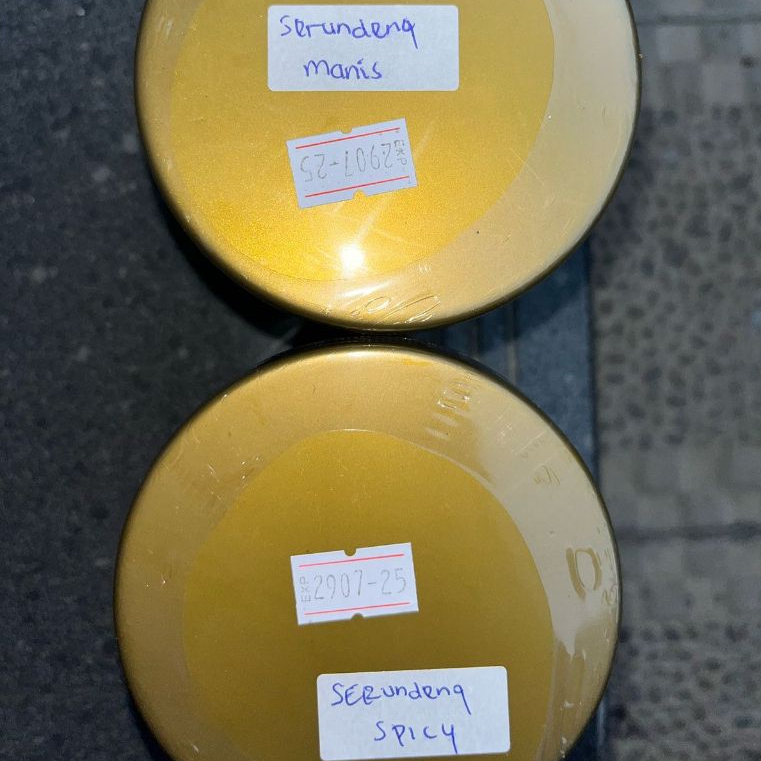 Serundeng
Manis
EXP 2907-25
EXP 2907-25
SERundeng
SPICY